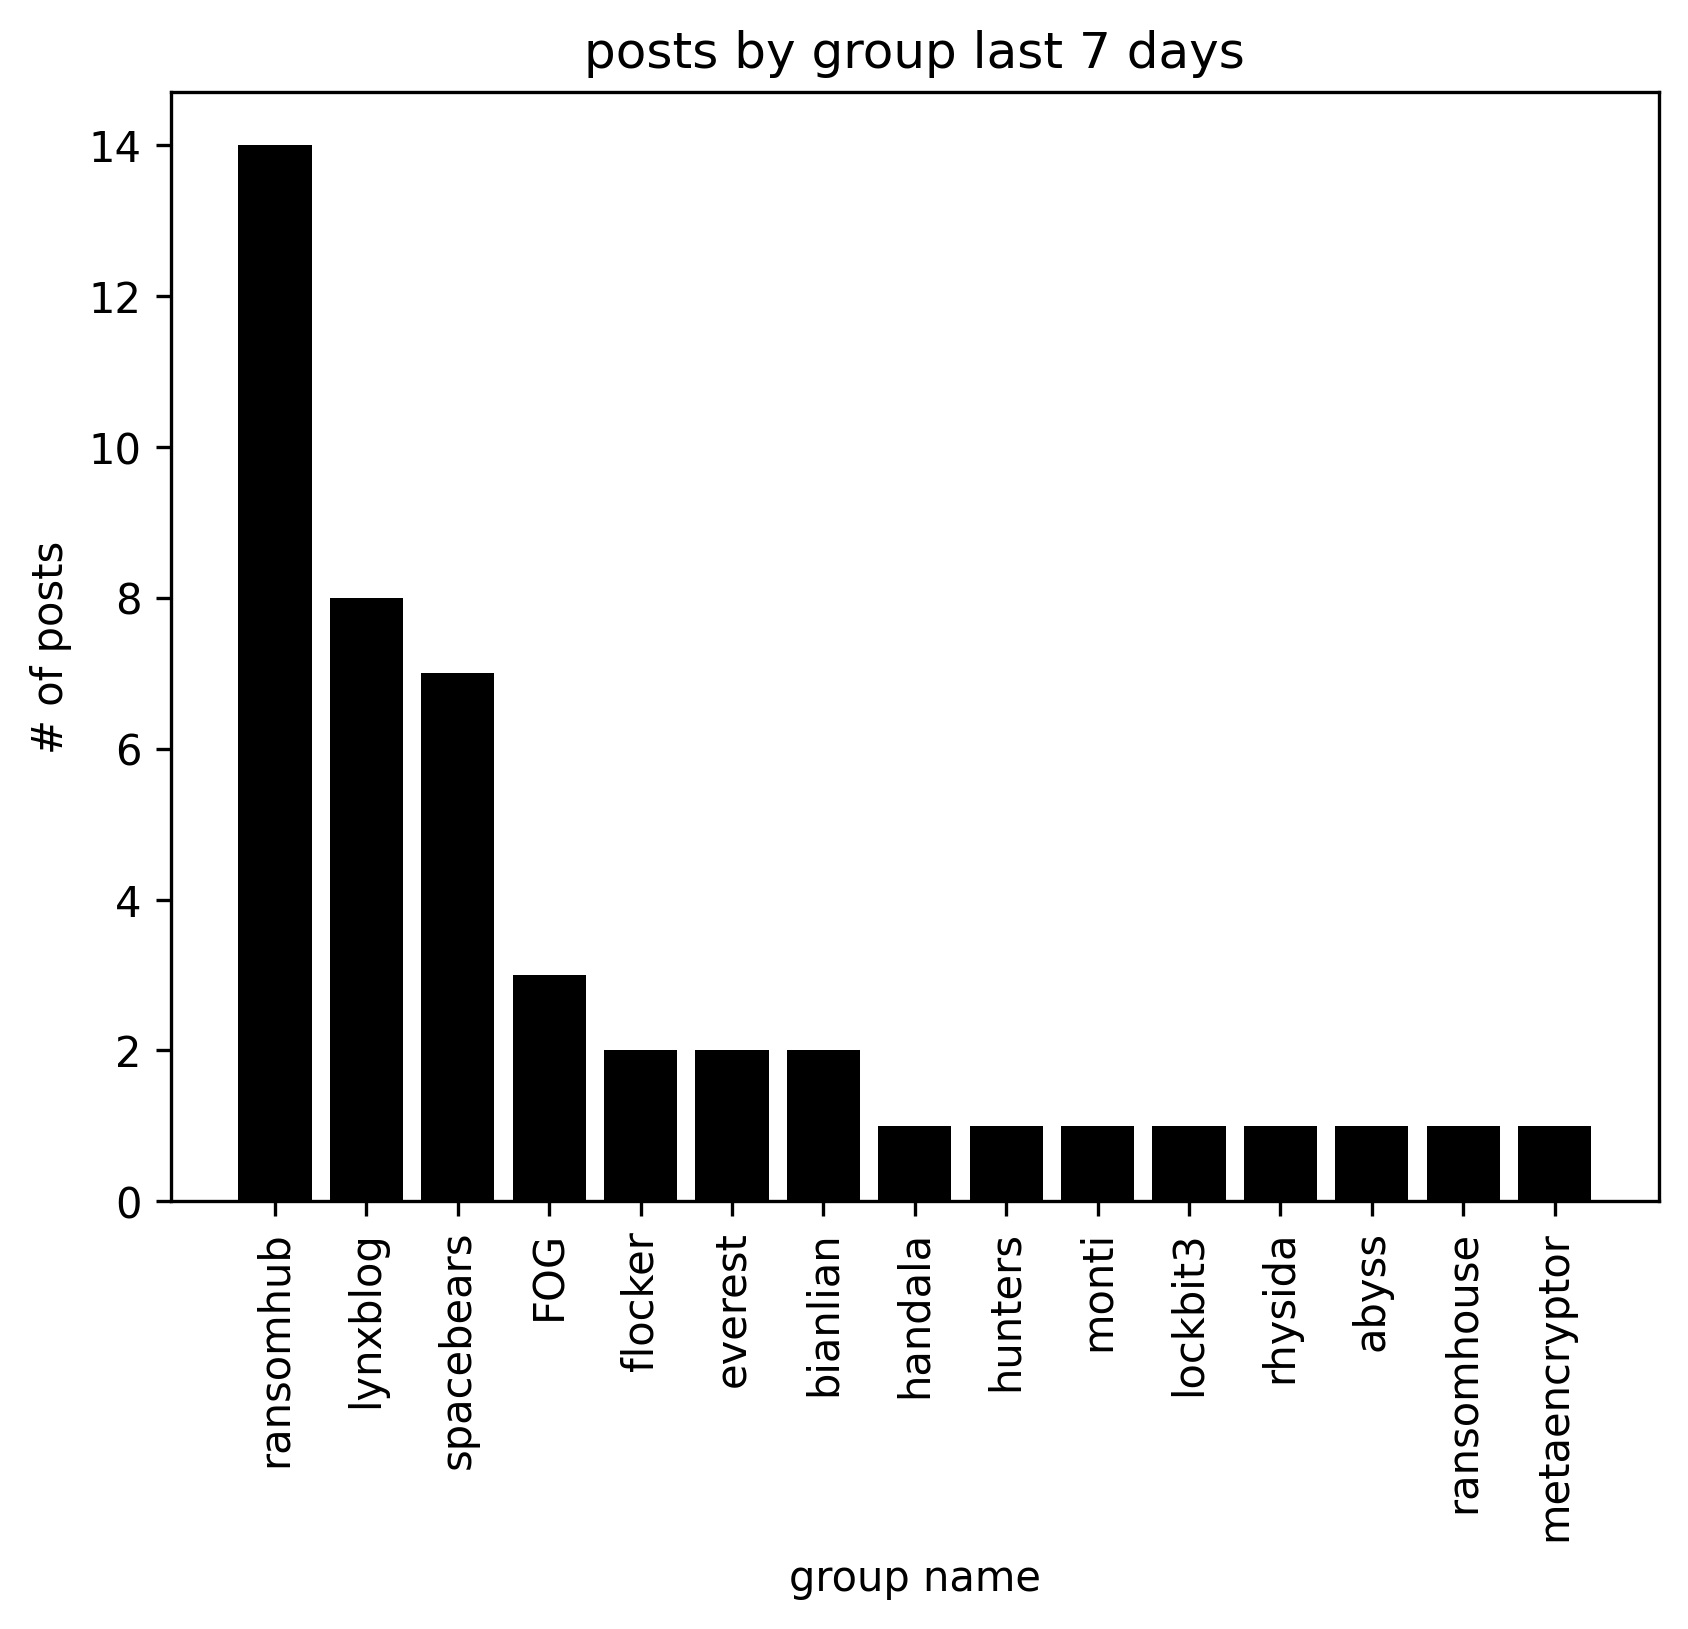 posts by group last 7 days
# of posts
14
12
10
8
6
4
2
0
ransomhub
lynxblog
spacebears
FOG
flocker
everest
bianlian
handala
hunters
monti
lockbit3
rhysida
abyss
ransomhouse
metaencryptor
group name